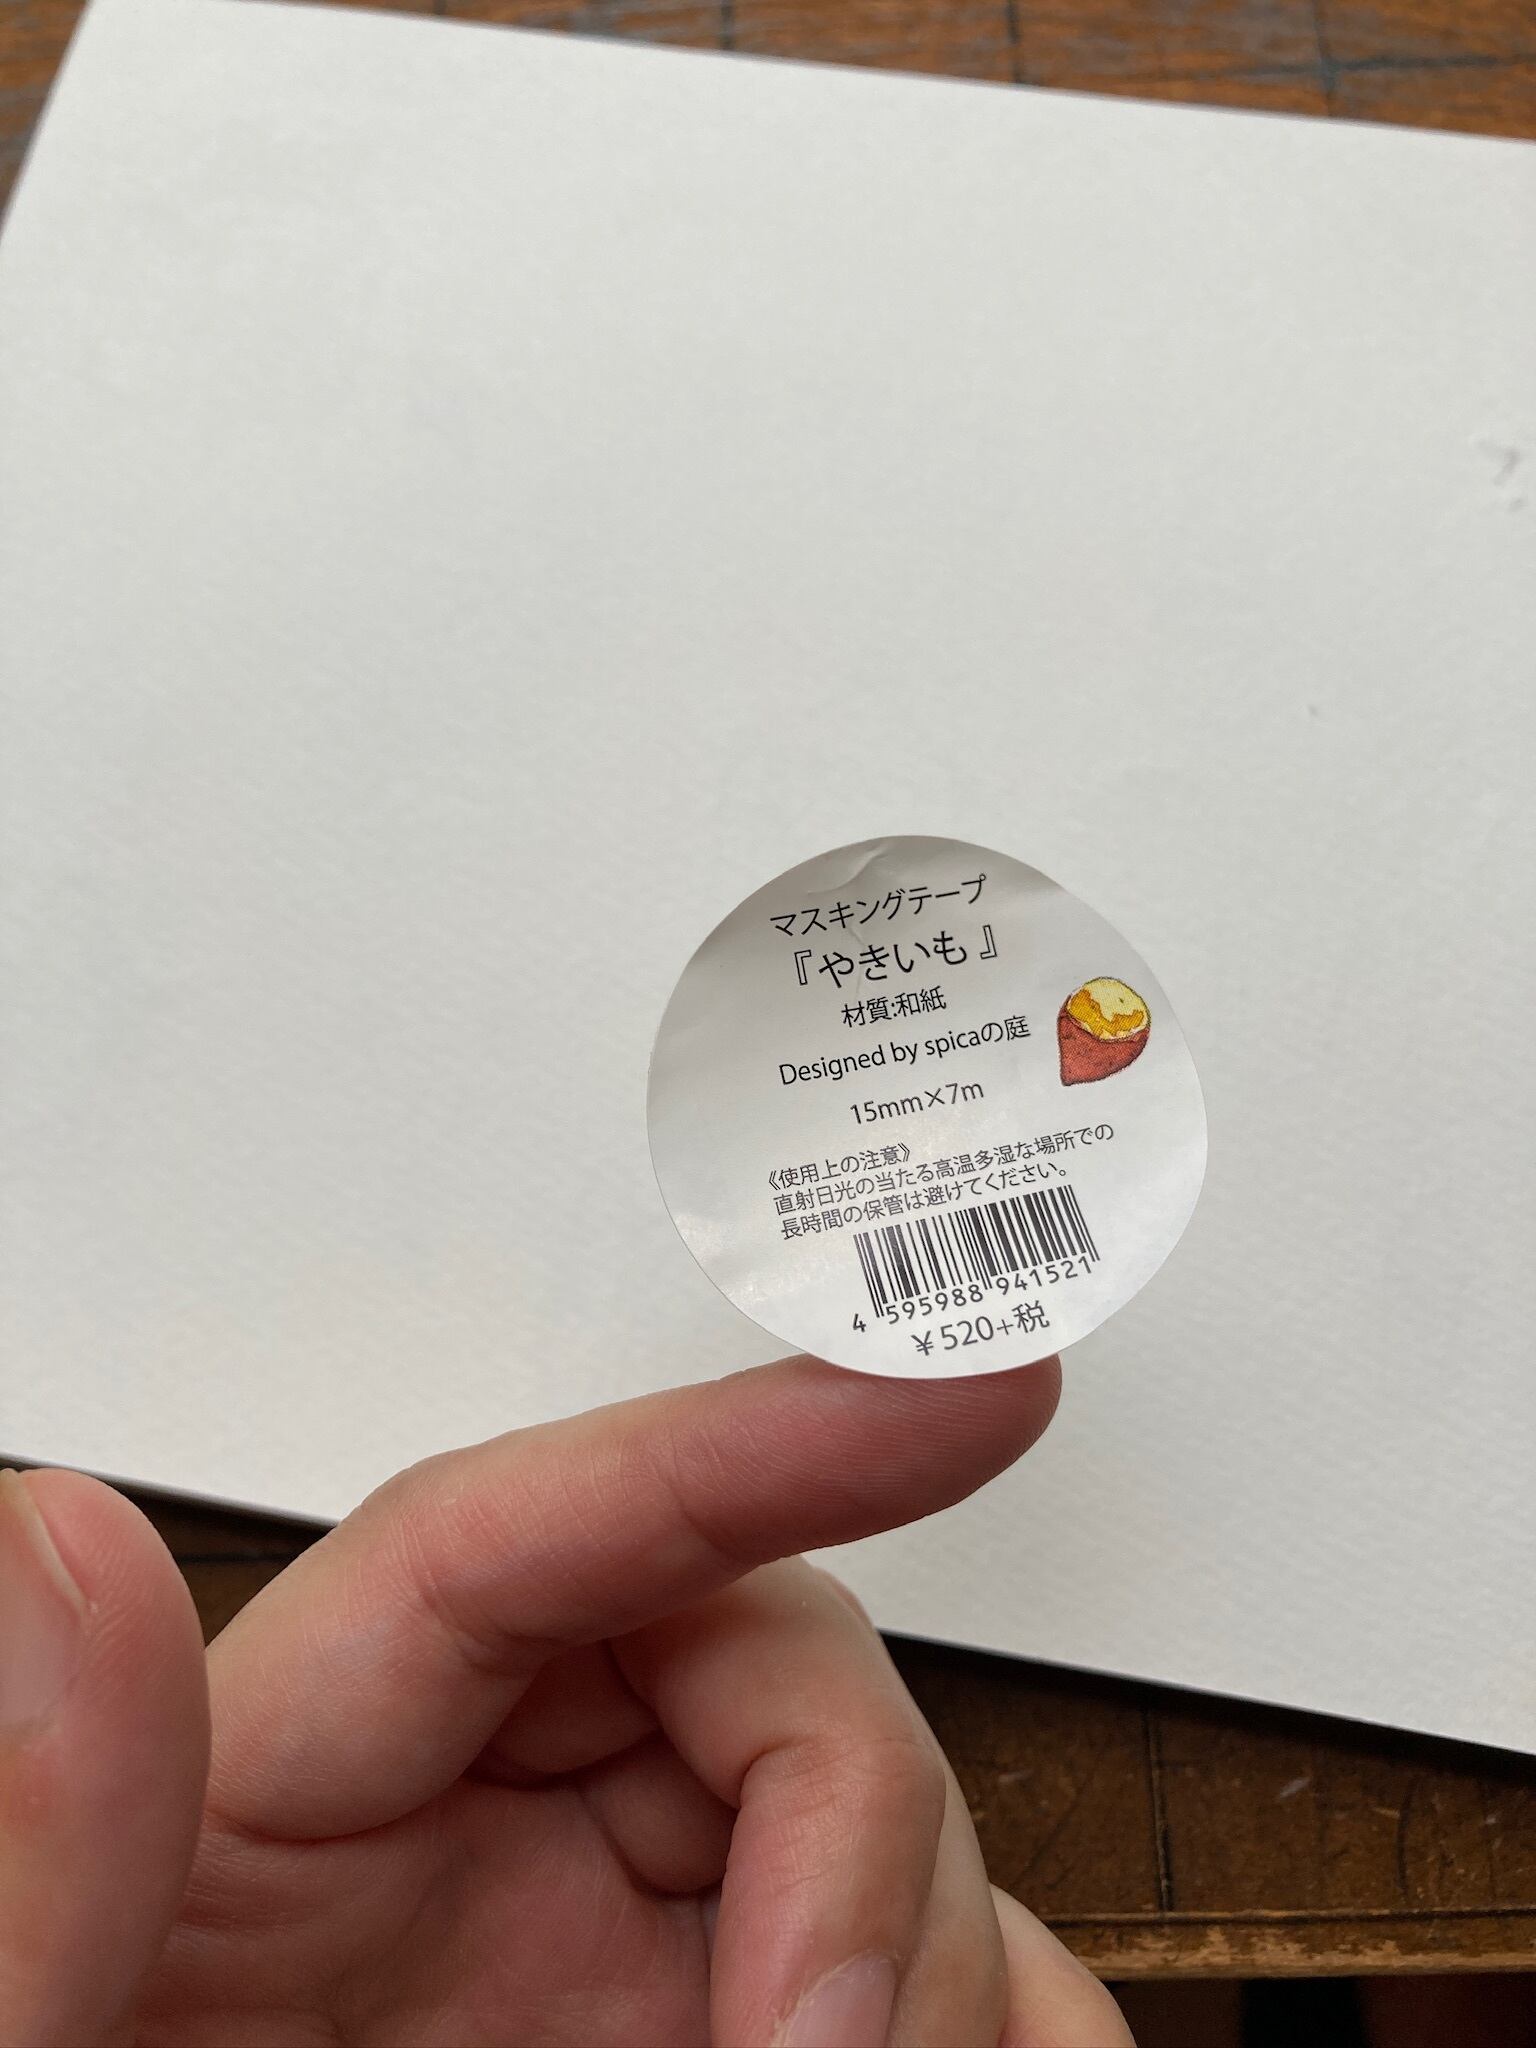 マスキングテープ
『やきいも』
材質:和紙
Designed by spicaの庭
15mm×7m
《使用上の注意》
直射日光の当たる高温多湿な場所での
長時間の保管は避けてください。
4 595988 941521
¥520+税